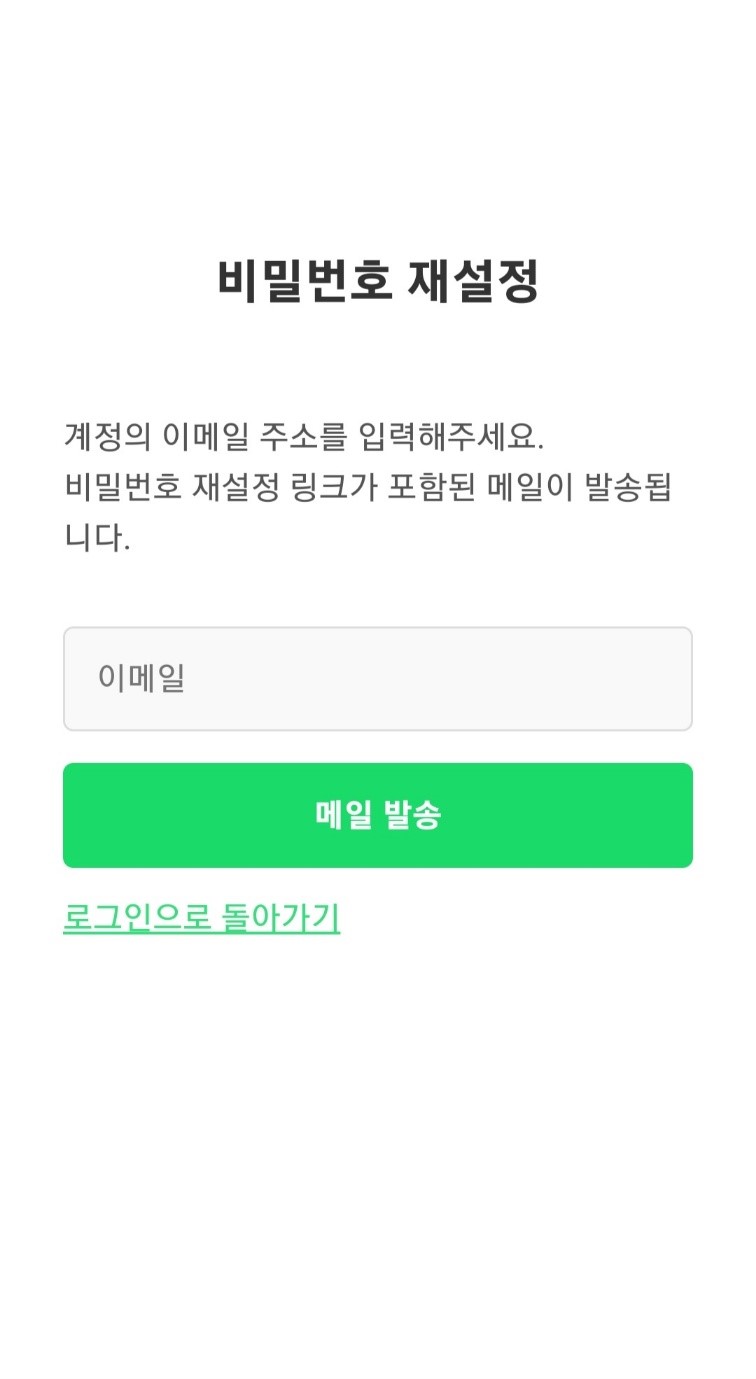 비밀번호 재설정
계정의 이메일 주소를 입력해주세요.
비밀번호 재설정 링크가 포함된 메일이 발송됩
니다.
이메일
메일 발송
로그인으로 돌아가기